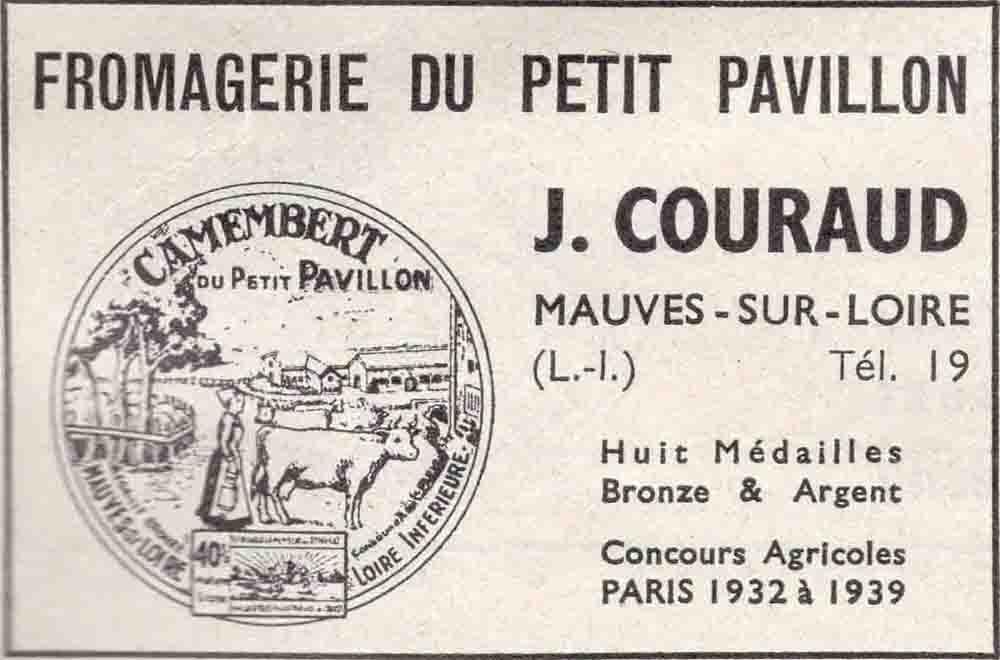 FROMAGERIE DU PETIT PAVILLON
CAMEMBERT
DU PETIT PAVILLON
MAUVES S/ LOIRE
LOIRE INFERIEURE
40%
J. COURAUD
MAUVES-SUR-LOIRE
(L.-I.) Tél. 19
Huit Médailles
Bronze & Argent
Concours Agricoles
PARIS 1932 à 1939